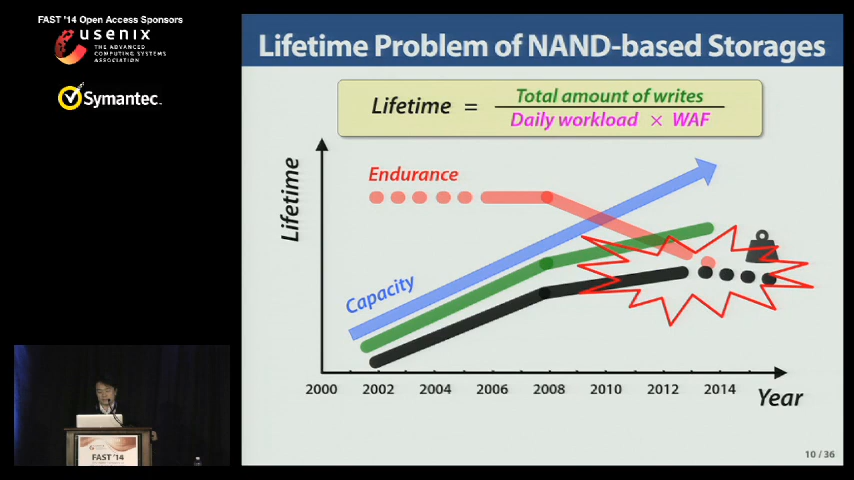 FAST '14 Open Access Sponsors
usenix
THE ADVANCED
COMPUTING SYSTEMS
ASSOCIATION
Symantec.
FAST '14
Lifetime Problem of NAND-based Storages
Lifetime = Total amount of writes
Daily workload × WAF
Lifetime
Endurance
Capacity
2000 2002 2004 2006 2008 2010 2012 2014
Year
10 / 36